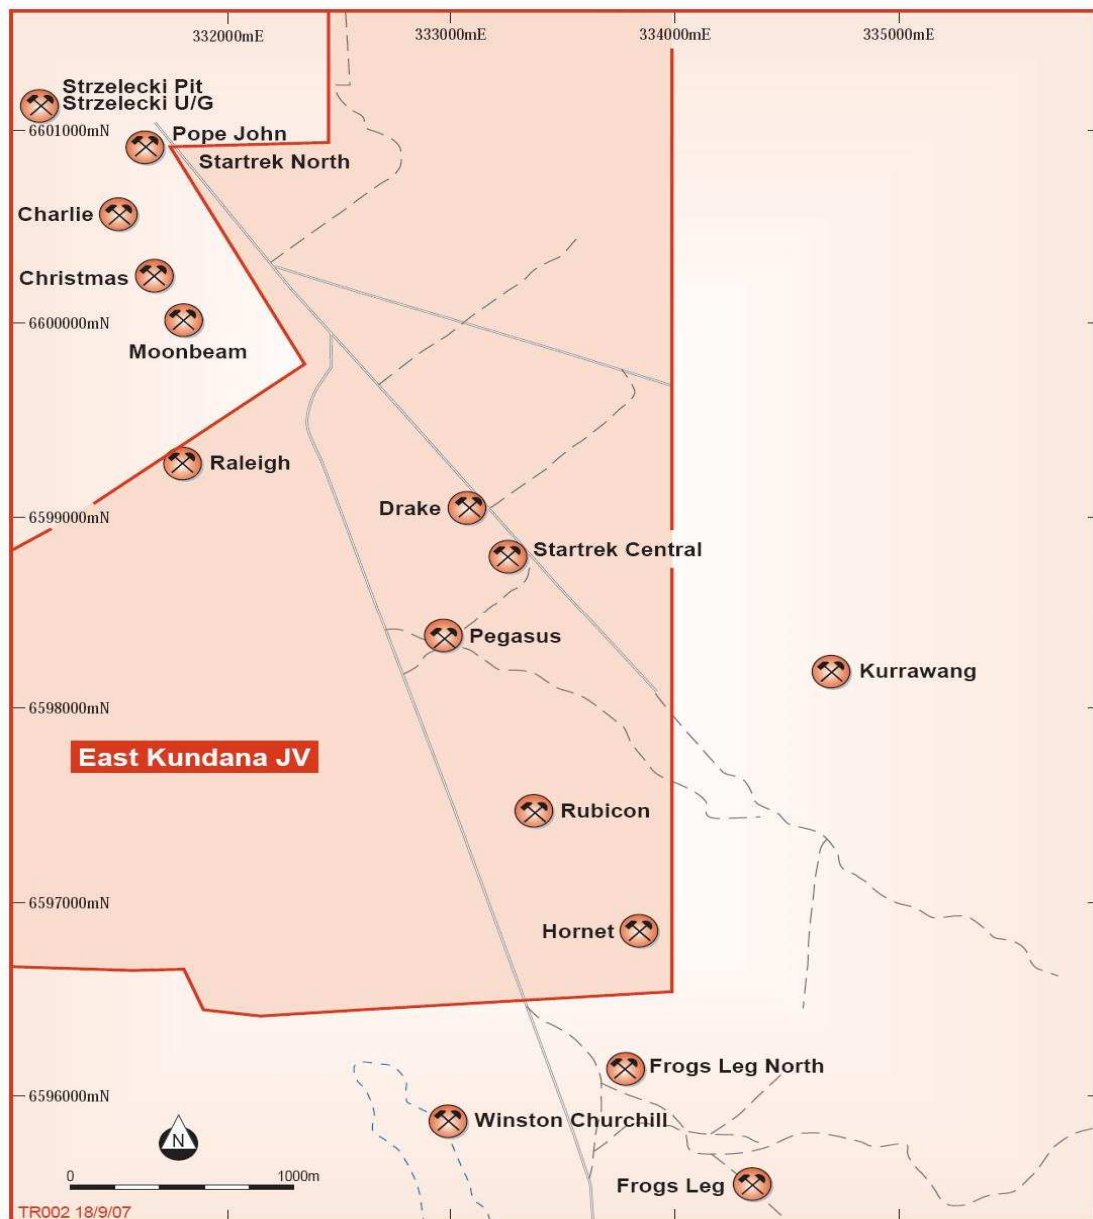 332000mE
333000mE
334000mE
335000mE
Strzelecki Pit
Strzelecki U/G
6601000mN
Pope John
Startrek North
Charlie
Christmas
6600000mN
Moonbeam
Raleigh
Drake
6599000mN
Startrek Central
Pegasus
Kurrawang
6598000mN
East Kundana JV
Rubicon
6597000mN
Hornet
Frogs Leg North
6596000mN
Winston Churchill
N
0
1000m
Frogs Leg
TR002 18/9/07